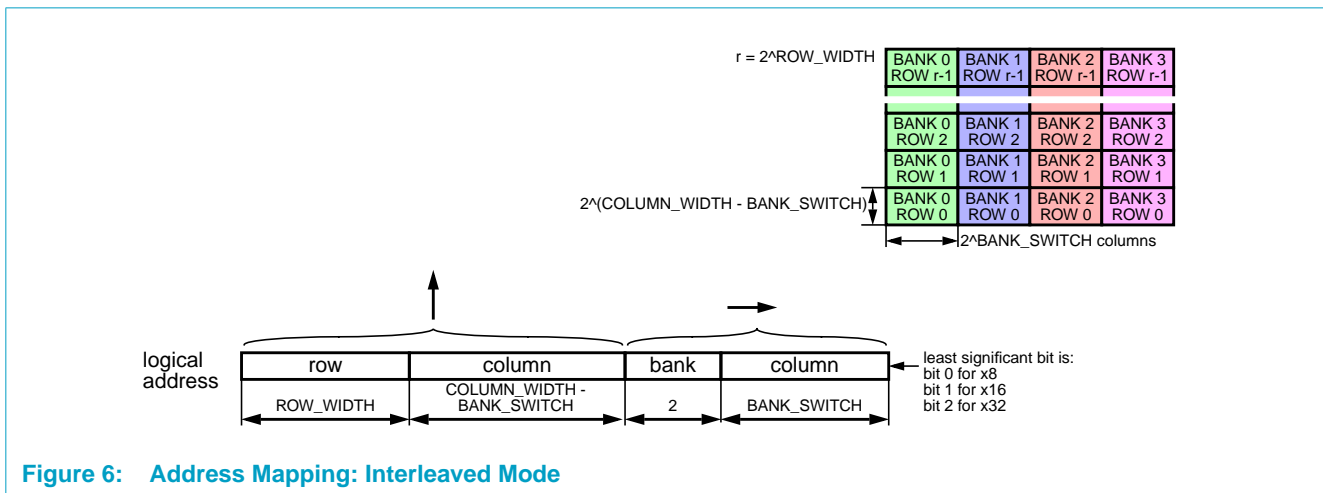 r = 2^ROW_WIDTH
BANK 0 BANK 1 BANK 2 BANK 3
ROW r-1 ROW r-1 ROW r-1 ROW r-1
BANK 0 BANK 1 BANK 2 BANK 3
ROW 2 ROW 2 ROW 2 ROW 2
BANK 0 BANK 1 BANK 2 BANK 3
ROW 1 ROW 1 ROW 1 ROW 1
2^(COLUMN_WIDTH - BANK_SWITCH)
BANK 0 BANK 1 BANK 2 BANK 3
ROW 0 ROW 0 ROW 0 ROW 0
2^BANK_SWITCH columns
logical
address
row column bank column
least significant bit is:
bit 0 for x8
bit 1 for x16
bit 2 for x32
ROW_WIDTH
COLUMN_WIDTH -
BANK_SWITCH
2
BANK_SWITCH
Figure 6: Address Mapping: Interleaved Mode